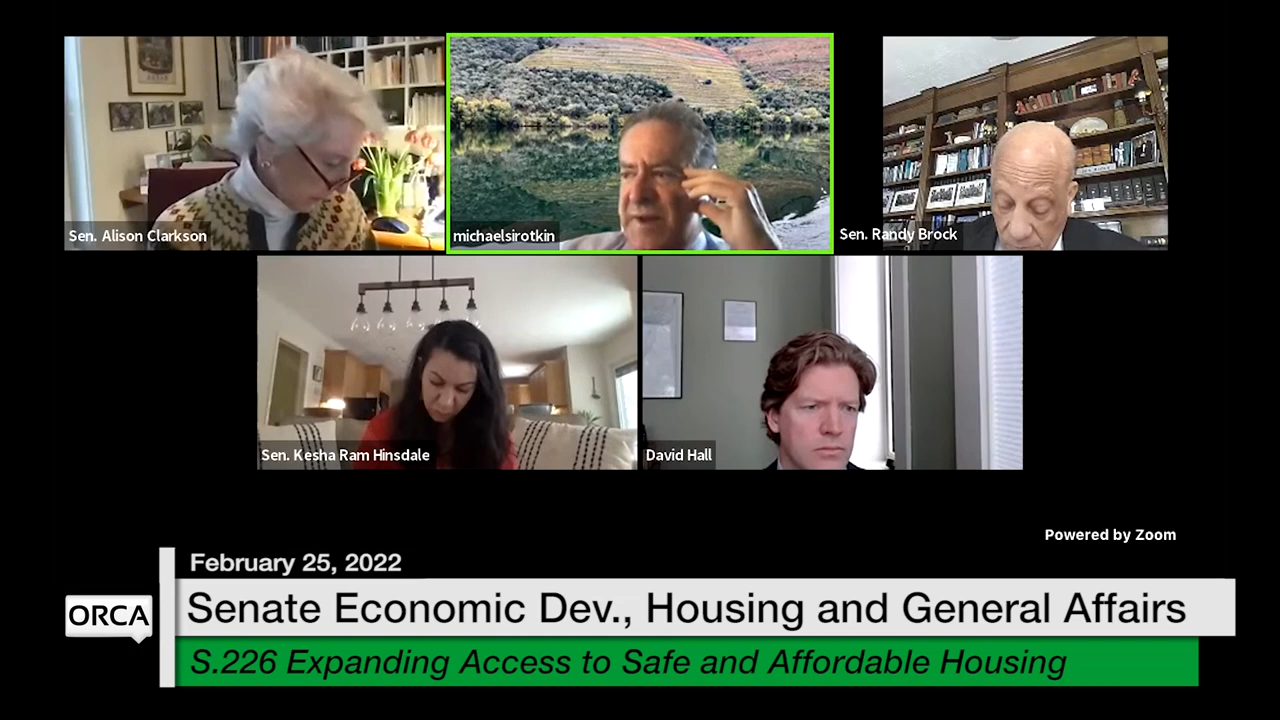 Sen. Alison Clarkson
michaelsirotkin
Sen. Randy Brock
Sen. Kesha Ram Hinsdale
David Hall
Powered by Zoom
February 25, 2022
ORCA
Senate Economic Dev., Housing and General Affairs
S.226 Expanding Access to Safe and Affordable Housing